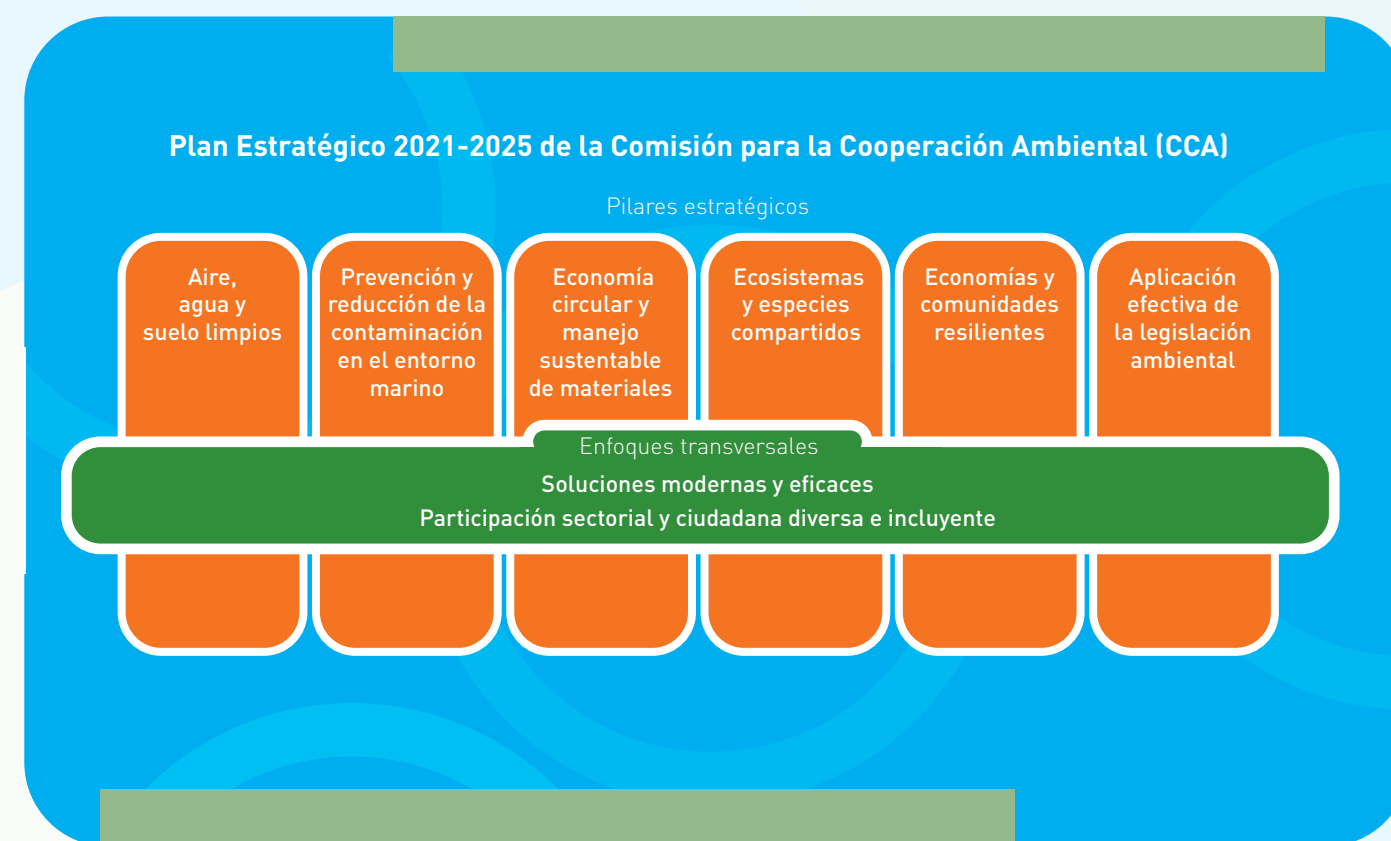 Plan Estratégico 2021-2025 de la Comisión para la Cooperación Ambiental (CCA)
Pilares estratégicos
Aire,
agua y
suelo limpios
Prevención y
reducción de la
contaminación
en el entorno
marino
Economía
circular y
manejo
sustentable
de materiales
Ecosistemas
y especies
compartidos
Economías y
comunidades
resilientes
Aplicación
efectiva de
la legislación
ambiental
Enfoques transversales
Soluciones modernas y eficaces
Participación sectorial y ciudadana diversa e incluyente